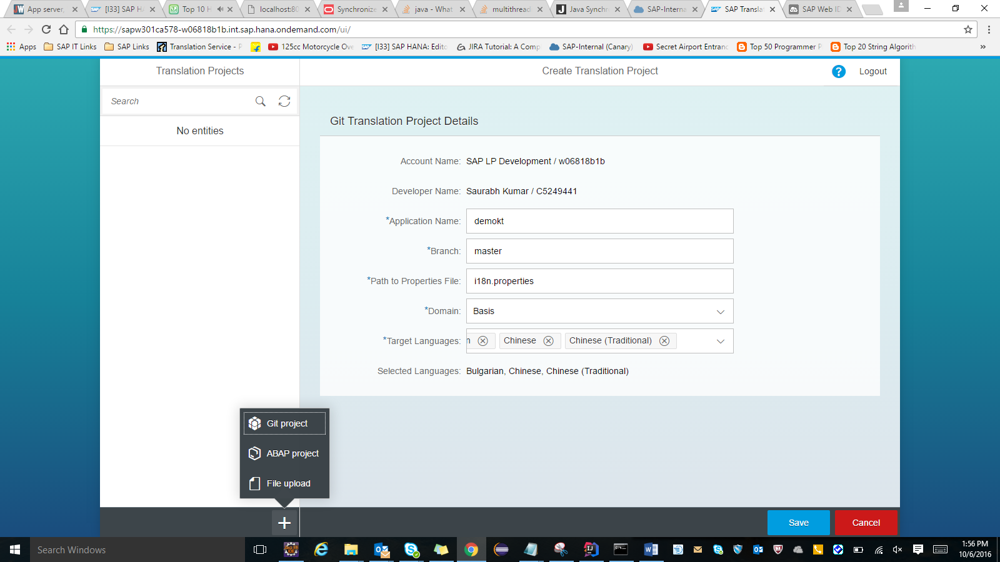 App server,
[I33] SAP HA
Top 10 H
localhost:80
Synchronize
java - What
multithread
Java Synchr
SAP-Interna
SAP Transla
SAP Web ID
https://sapw301ca578-w06818b1b.int.sap.hana.ondemand.com/ui/
Apps
SAP IT Links
SAP Links
Translation Service - P
125cc Motorcycle Ove
[I33] SAP HANA: Edito
JIRA Tutorial: A Comp
SAP-Internal (Canary)
Secret Airport Entranc
Top 50 Programmer P
Top 20 String Algorith
»
Translation Projects
Create Translation Project
?
Logout
Search
No entities
Git Translation Project Details
Account Name: SAP LP Development / w06818b1b
Developer Name: Saurabh Kumar / C5249441
*Application Name: demokt
*Branch: master
*Path to Properties File: i18n.properties
*Domain: Basis
*Target Languages: n Chinese Chinese (Traditional)
Selected Languages: Bulgarian, Chinese, Chinese (Traditional)
Git project
ABAP project
File upload
+
Save
Cancel
Search Windows
1:56 PM
10/6/2016